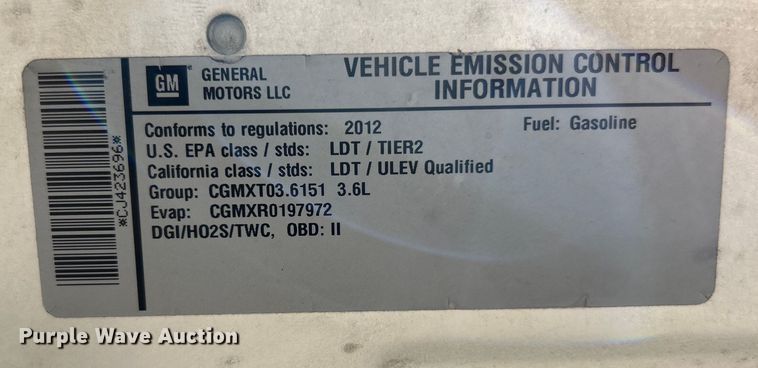 GM
GENERAL
MOTORS LLC
VEHICLE EMISSION CONTROL
INFORMATION
Conforms to regulations: 2012 Fuel: Gasoline
U.S. EPA class / stds: LDT / TIER2
California class / stds: LDT / ULEV Qualified
Group: CGMXT03.6151 3.6L
Evap: CGMXR0197972
DGI/HO2S/TWC, OBD: II
*CJ423696*
Purple Wave Auction